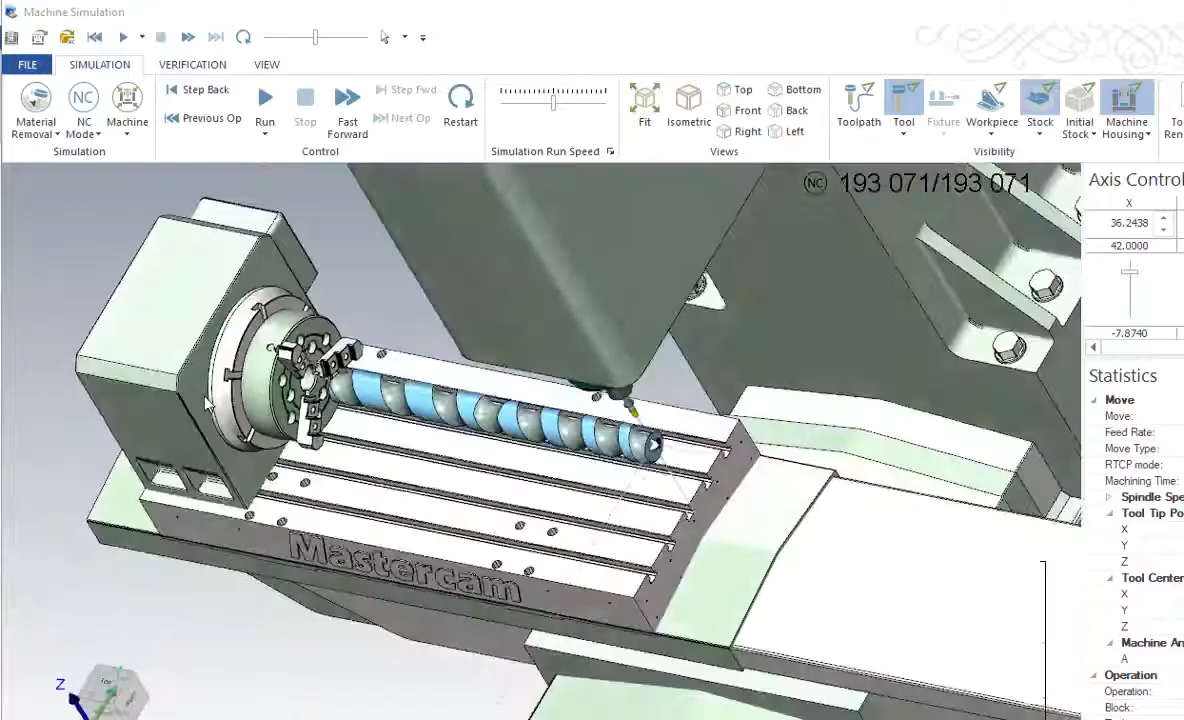 Machine Simulation
FILE SIMULATION VERIFICATION VIEW
Material Removal
NC Mode
Machine
Simulation
Step Back
Previous Op
Run
Stop
Fast Forward
Step Fwd
Next Op
Restart
Control
Simulation Run Speed
Fit
Isometric
Top
Front
Right
Bottom
Back
Left
Views
Toolpath
Tool
Fixture
Workpiece
Stock
Initial Stock
Machine Housing
Visibility
NC 193 071/193 071
Mastercam
Z
Axis Control
X
36.2438
42.0000
-7.8740
Statistics
Move
Move:
Feed Rate:
Move Type:
RTCP mode:
Machining Time:
Spindle Spe
Tool Tip Po
X
Y
Z
Tool Center
X
Y
Z
Machine An
A
Operation
Operation:
Block: